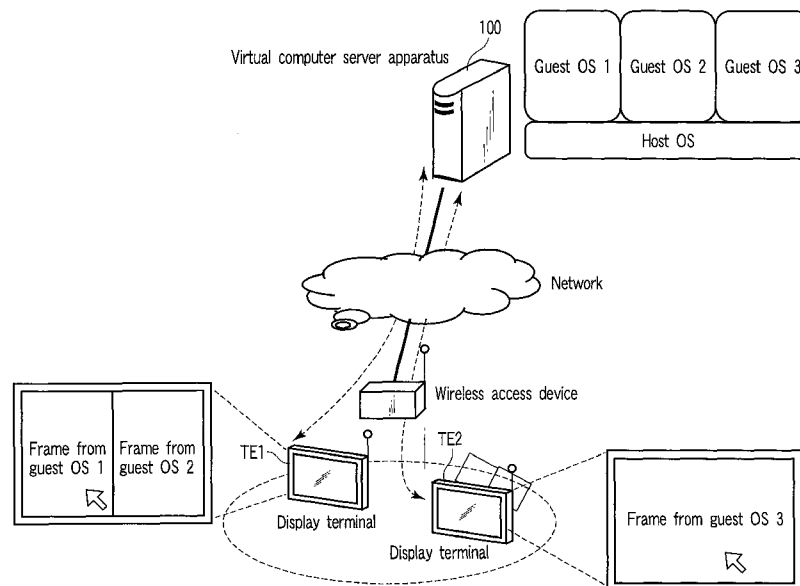 100
Virtual computer server apparatus
Guest OS 1
Guest OS 2
Guest OS 3
Host OS
Network
Wireless access device
Frame from
guest OS 1
Frame from
guest OS 2
TE1
TE2
Display terminal
Display terminal
Frame from guest OS 3